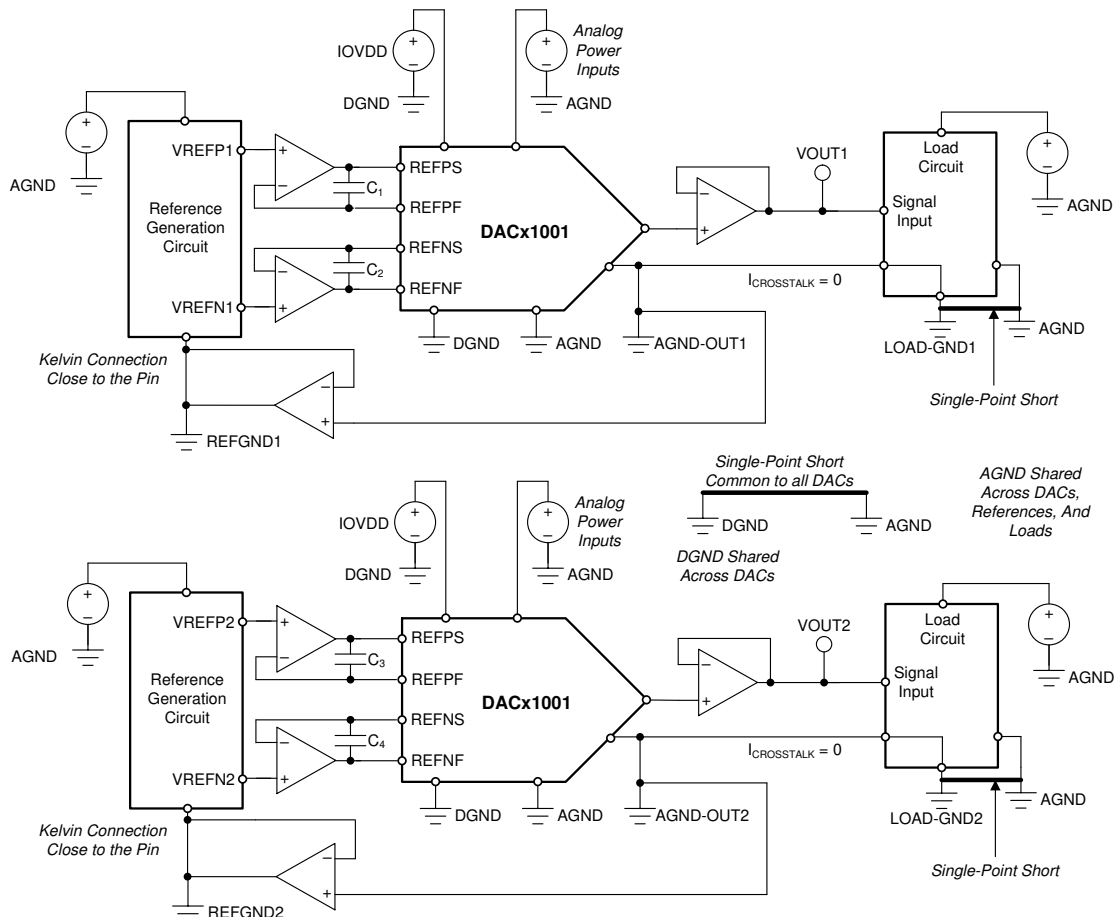 IOVDD
Analog
Power
Inputs
DGND
AGND
AGND
VREFP1
Reference
Generation
Circuit
VREFN1
C1
C2
REFPS
REFPF
REFNS
REFNF
DACx1001
DGND
AGND
AGND-OUT1
VOUT1
ICROSSTALK = 0
Load
Circuit
Signal
Input
AGND
AGND
LOAD-GND1
Single-Point Short
Kelvin Connection
Close to the Pin
REFGND1
Single-Point Short
Common to all DACs
DGND
AGND
DGND Shared
Across DACs
AGND Shared
Across DACs,
References, And
Loads
IOVDD
Analog
Power
Inputs
DGND
AGND
AGND
VREFP2
Reference
Generation
Circuit
VREFN2
C3
C4
REFPS
REFPF
REFNS
REFNF
DACx1001
DGND
AGND
AGND-OUT2
VOUT2
ICROSSTALK = 0
Load
Circuit
Signal
Input
AGND
AGND
LOAD-GND2
Single-Point Short
Kelvin Connection
Close to the Pin
REFGND2